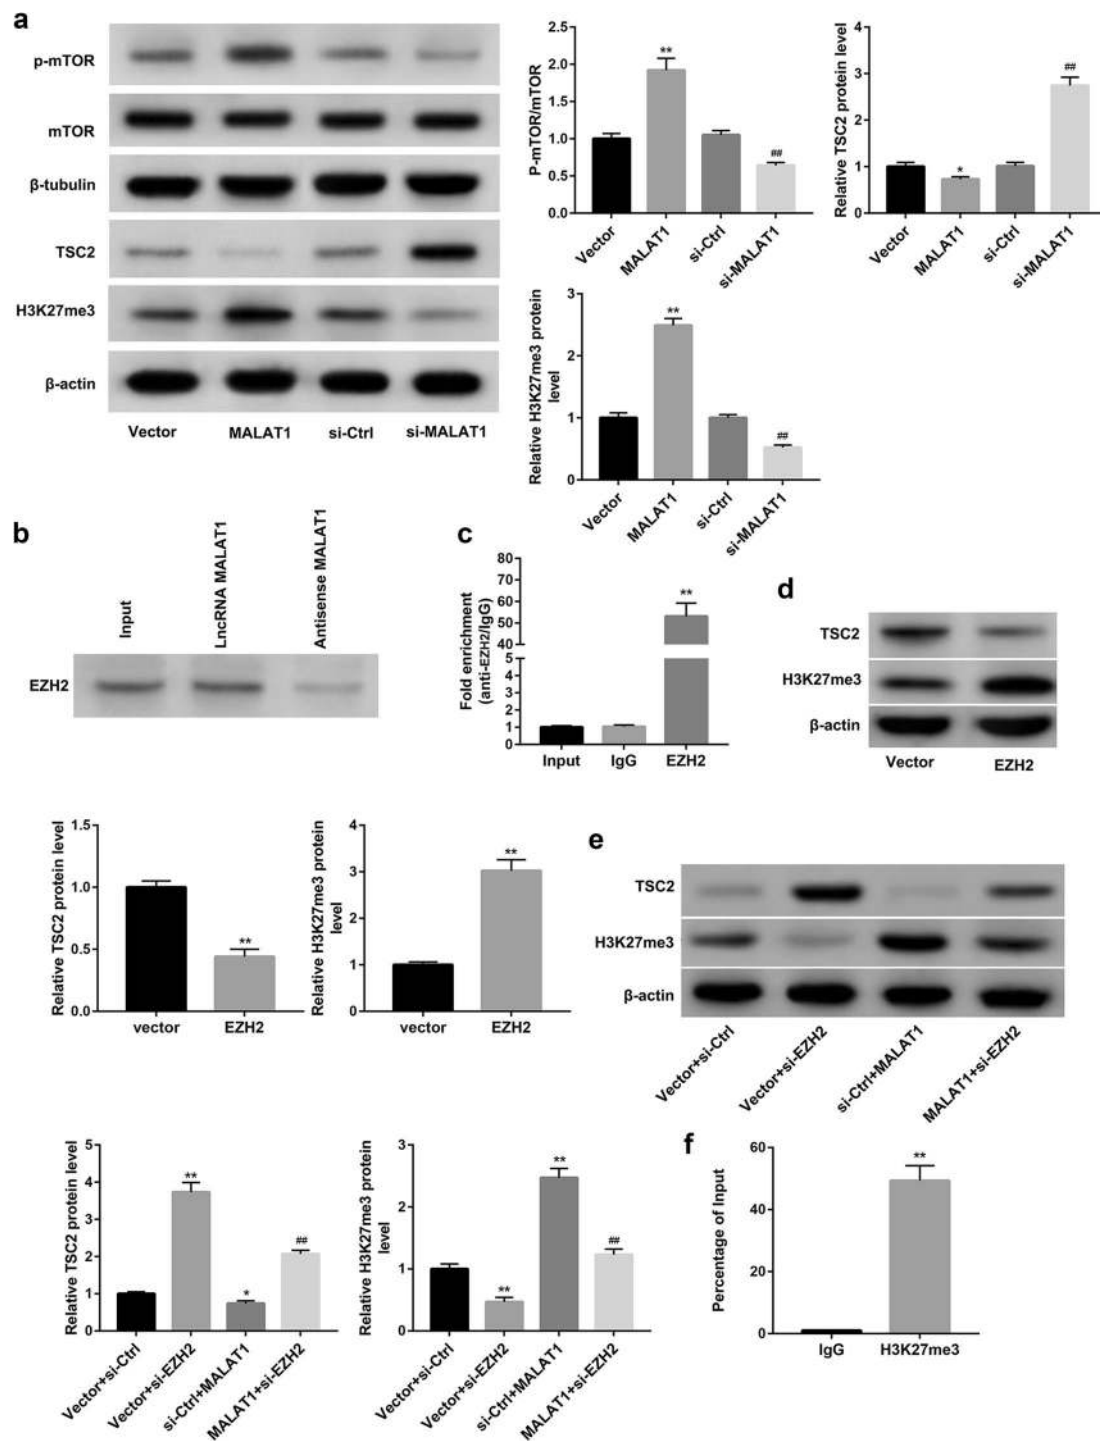 a
p-mTOR
mTOR
β-tubulin
TSC2
H3K27me3
β-actin
Vector MALAT1 si-Ctrl si-MALAT1
P-mTOR/mTOR
2.5
2.0
1.5
1.0
0.5
0.0
**
##
Vector MALAT1 si-Ctrl si-MALAT1
Relative TSC2 protein level
4
3
2
1
0
*
##
Vector MALAT1 si-Ctrl si-MALAT1
Relative H3K27me3 protein
level
3
2
1
0
**
##
Vector MALAT1 si-Ctrl si-MALAT1
b
Input
LncRNA MALAT1
Antisense MALAT1
EZH2
c
Fold enrichment
(anti-EZH2/IgG)
80
70
60
50
40
5
4
3
2
1
0
**
Input IgG EZH2
d
TSC2
H3K27me3
β-actin
Vector EZH2
Relative TSC2 protein level
1.5
1.0
0.5
0.0
**
vector EZH2
Relative H3K27me3 protein
level
4
3
2
1
0
**
vector EZH2
e
TSC2
H3K27me3
β-actin
Vector+si-Ctrl
Vector+si-EZH2
si-Ctrl+MALAT1
MALAT1+si-EZH2
Relative TSC2 protein level
5
4
3
2
1
0
**
*
##
Vector+si-Ctrl
Vector+si-EZH2
si-Ctrl+MALAT1
MALAT1+si-EZH2
Relative H3K27me3 protein
level
3
2
1
0
**
**
##
Vector+si-Ctrl
Vector+si-EZH2
si-Ctrl+MALAT1
MALAT1+si-EZH2
f
Percentage of Input
60
40
20
0
**
IgG H3K27me3